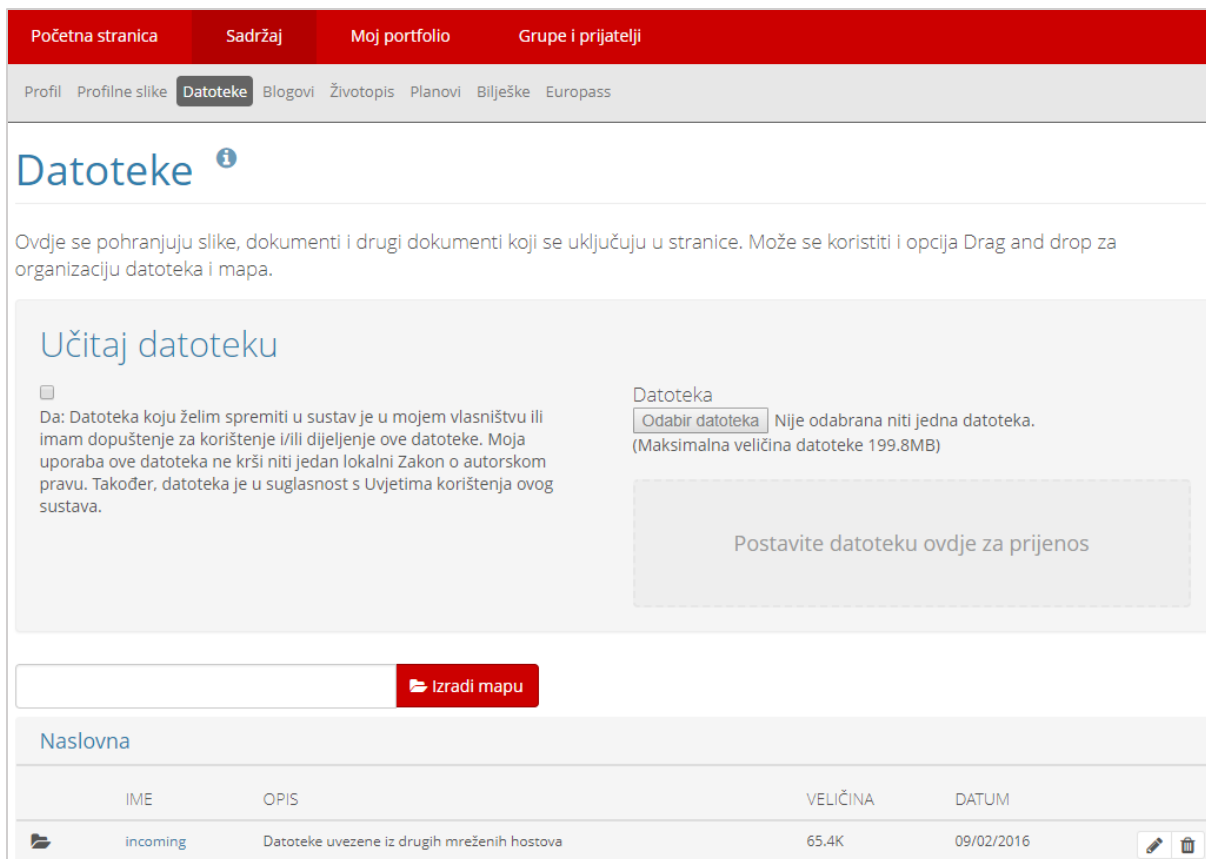 Početna stranica Sadržaj Moj portfolio Grupe i prijatelji
Profil Profilne slike Datoteke Blogovi Životopis Planovi Bilješke Europass
Datoteke
Ovdje se pohranjuju slike, dokumenti i drugi dokumenti koji se uključuju u stranice. Može se koristiti i opcija Drag and drop za
organizaciju datoteka i mapa.
Učitaj datoteku
Da: Datoteka koju želim spremiti u sustav je u mojem vlasništvu ili
imam dopuštenje za korištenje i/ili dijeljenje ove datoteke. Moja
uporaba ove datoteka ne krši niti jedan lokalni Zakon o autorskom
pravu. Također, datoteka je u suglasnost s Uvjetima korištenja ovog
sustava.
Datoteka
Odabir datoteka Nije odabrana niti jedna datoteka.
(Maksimalna veličina datoteke 199.8MB)
Postavite datoteku ovdje za prijenos
Izradi mapu
Naslovna
IME OPIS VELIČINA DATUM
incoming Datoteke uvezene iz drugih mreženih hostova 65.4K 09/02/2016